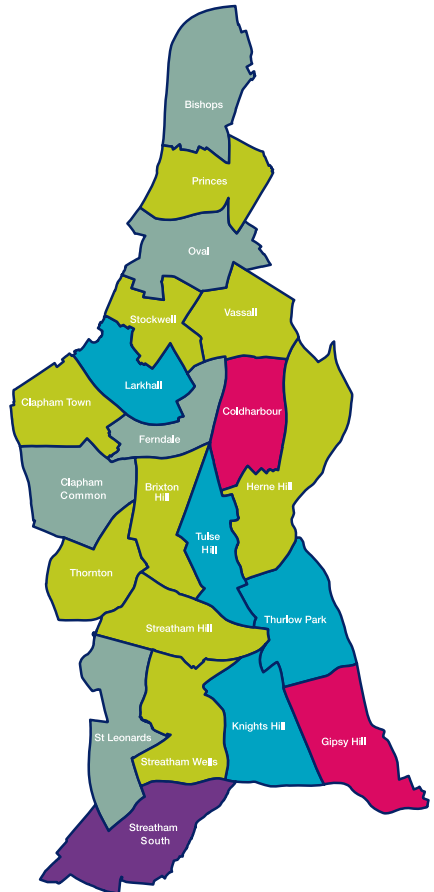 Bishops
Princes
Oval
Vassall
Stockwell
Larkhall
Clapham Town
Coldharbour
Ferndale
Clapham
Common
Brixton
Hill
Herne Hill
Tulse
Hill
Thornton
Thurlow Park
Streatham Hill
Knights Hill
St Leonards
Gipsy Hill
Streatham Wells
Streatham
South